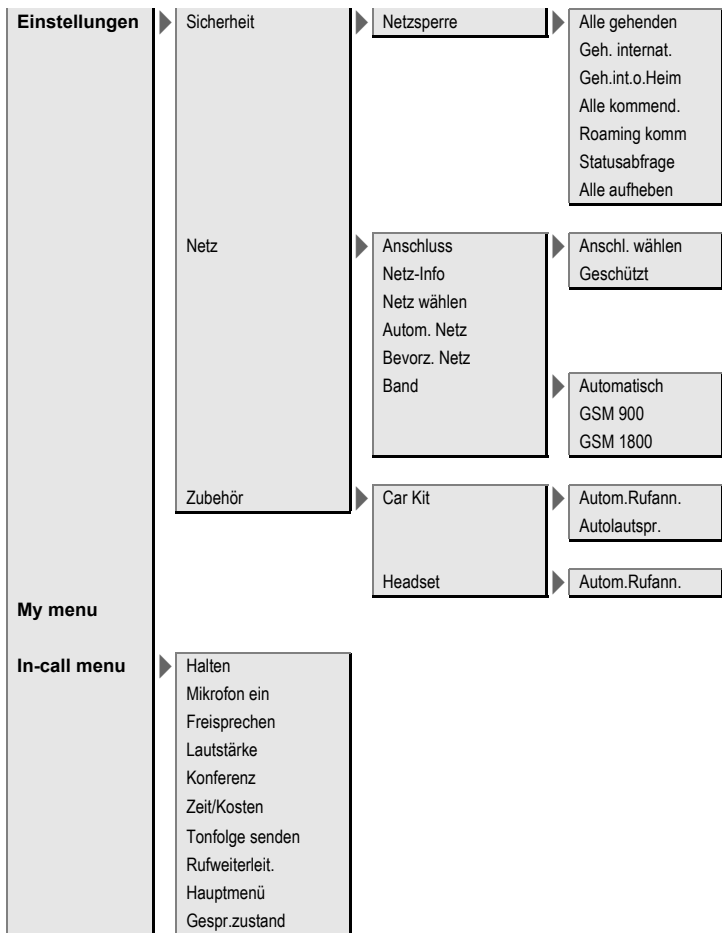 Einstellungen Sicherheit Netzsperre Alle gehenden
Geh. internat.
Geh.int.o.Heim
Alle kommend.
Roaming komm
Statusabfrage
Alle aufheben
Netz Anschluss Anschl. wählen
Netz-Info Geschützt
Netz wählen
Autom. Netz
Bevorz. Netz
Band Automatisch
GSM 900
GSM 1800
Zubehör Car Kit Autom.Rufann.
Autolautspr.
Headset Autom.Rufann.
My menu
In-call menu Halten
Mikrofon ein
Freisprechen
Lautstärke
Konferenz
Zeit/Kosten
Tonfolge senden
Rufweiterleit.
Hauptmenü
Gespr.zustand